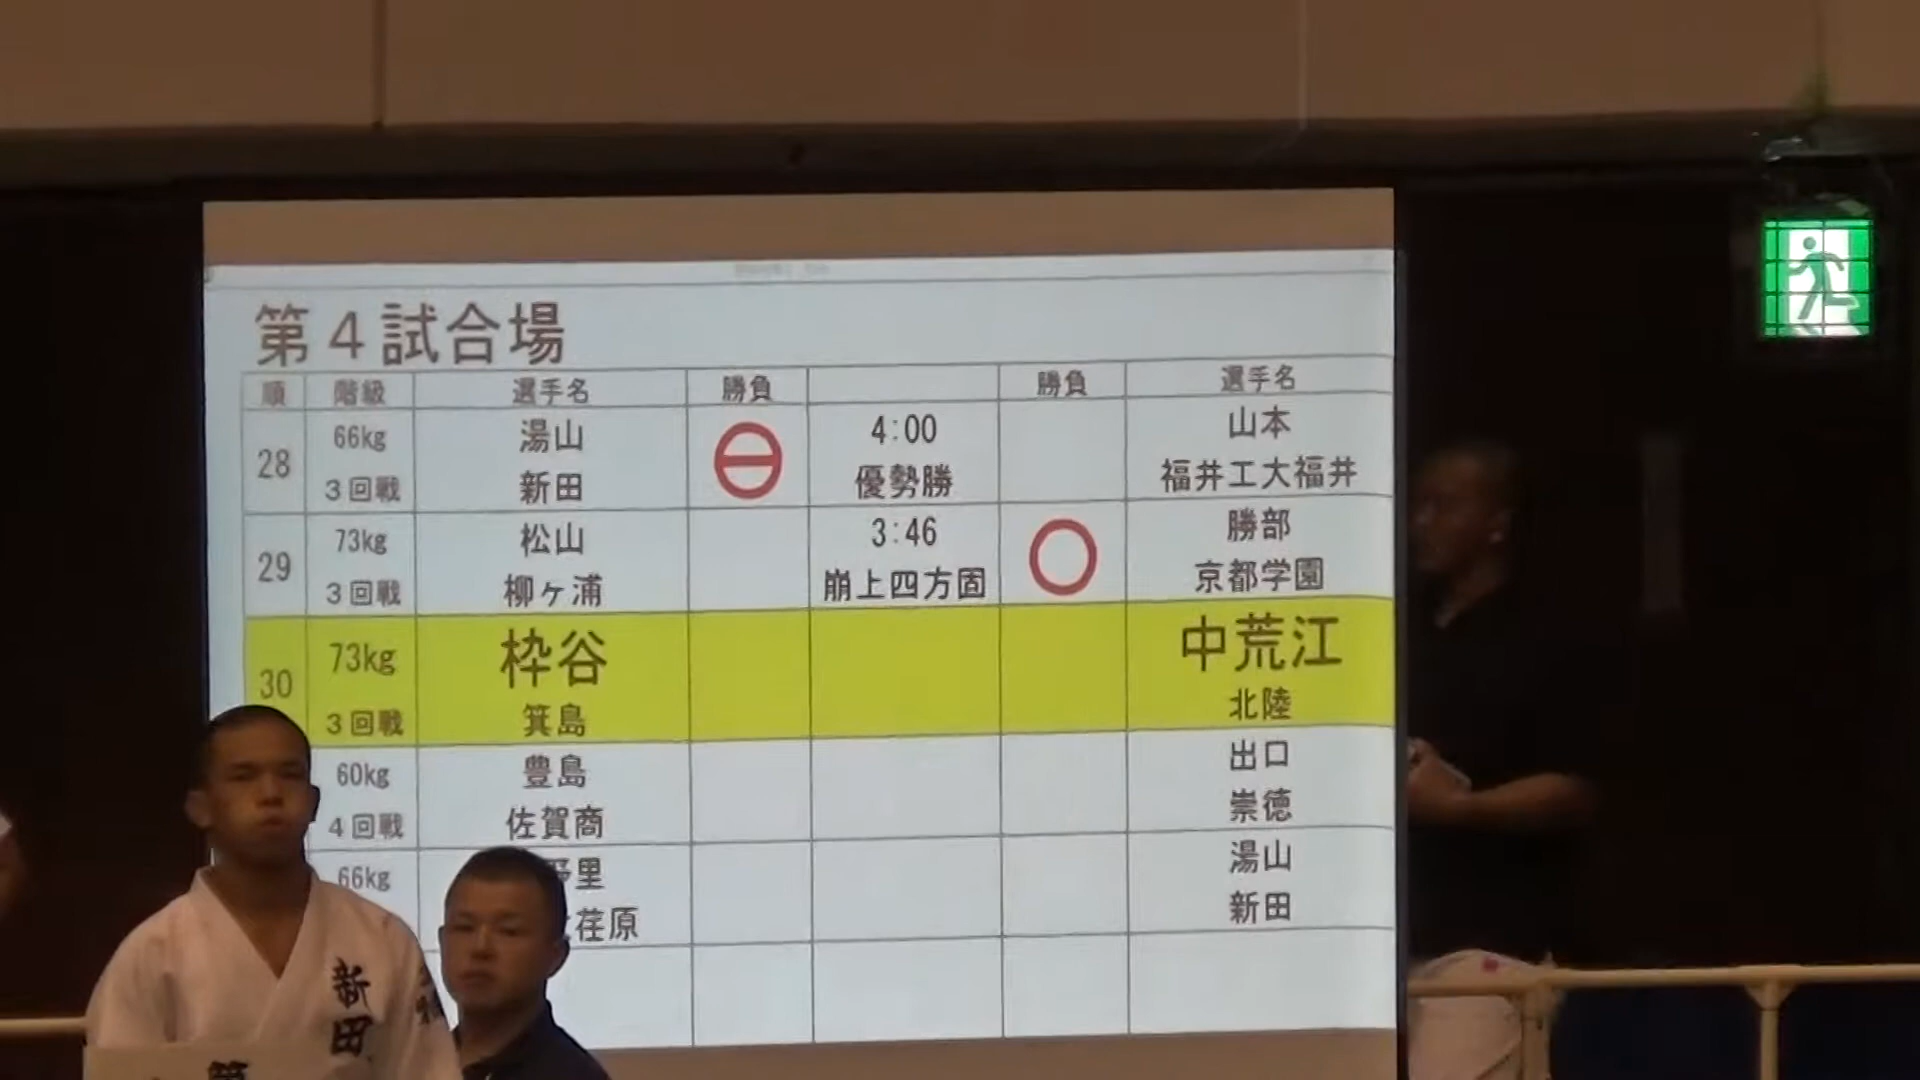 第４試合場
順 階級 選手名 勝負 勝負 選手名
28 66kg 湯山 4:00 山本
3回戦 新田 優勢勝 福井工大福井
29 73kg 松山 3:46 勝部
3回戦 柳ヶ浦 崩上四方固 京都学園
30 73kg 枠谷 中荒江
3回戦 箕島 北陸
60kg 豊島 出口
4回戦 佐賀商 崇徳
66kg 里 湯山
荏原 新田
新田
第